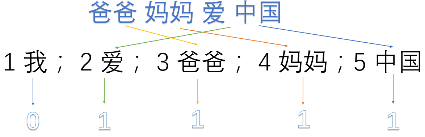 爸爸 妈妈 爱 中国
1 我； 2 爱； 3 爸爸； 4 妈妈；5 中国
0 1 1 1 1